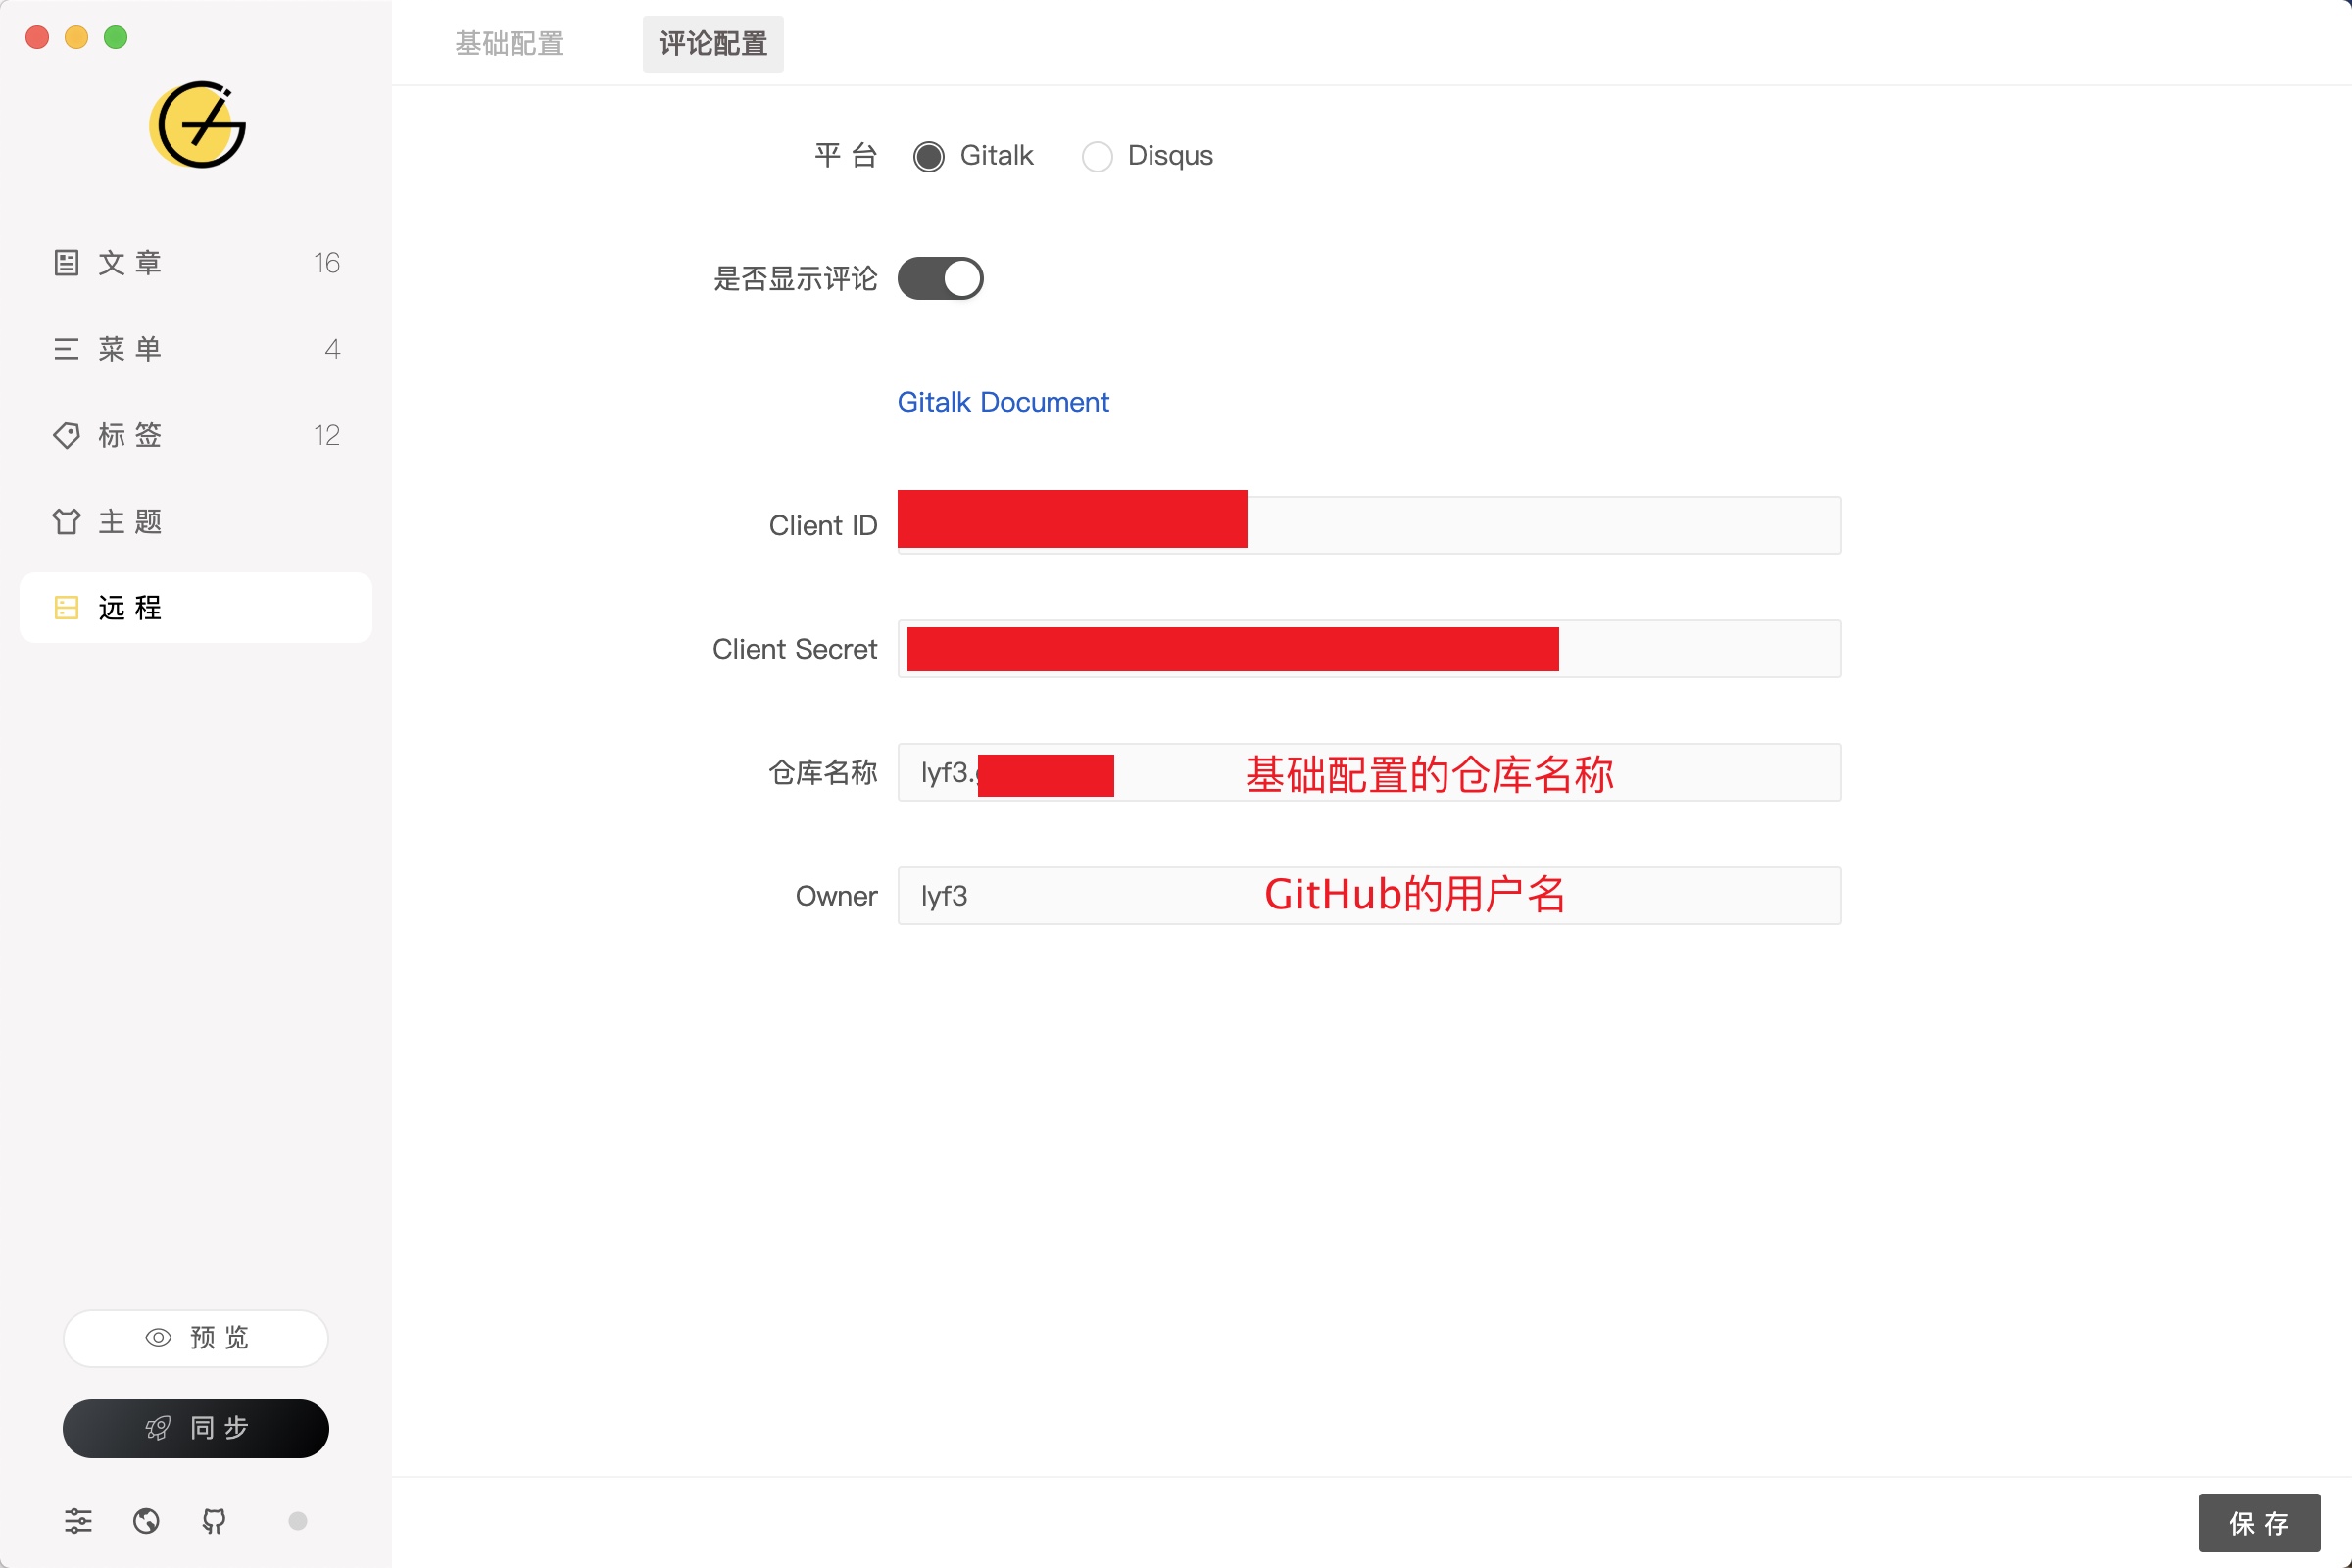 基础配置 评论配置
平台 Gitalk Disqus
文章 16
是否显示评论
菜单 4
Gitalk Document
标签 12
主题
Client ID
远程
Client Secret
仓库名称 lyf3. 基础配置的仓库名称
Owner lyf3 GitHub的用户名
预览
同步
保存